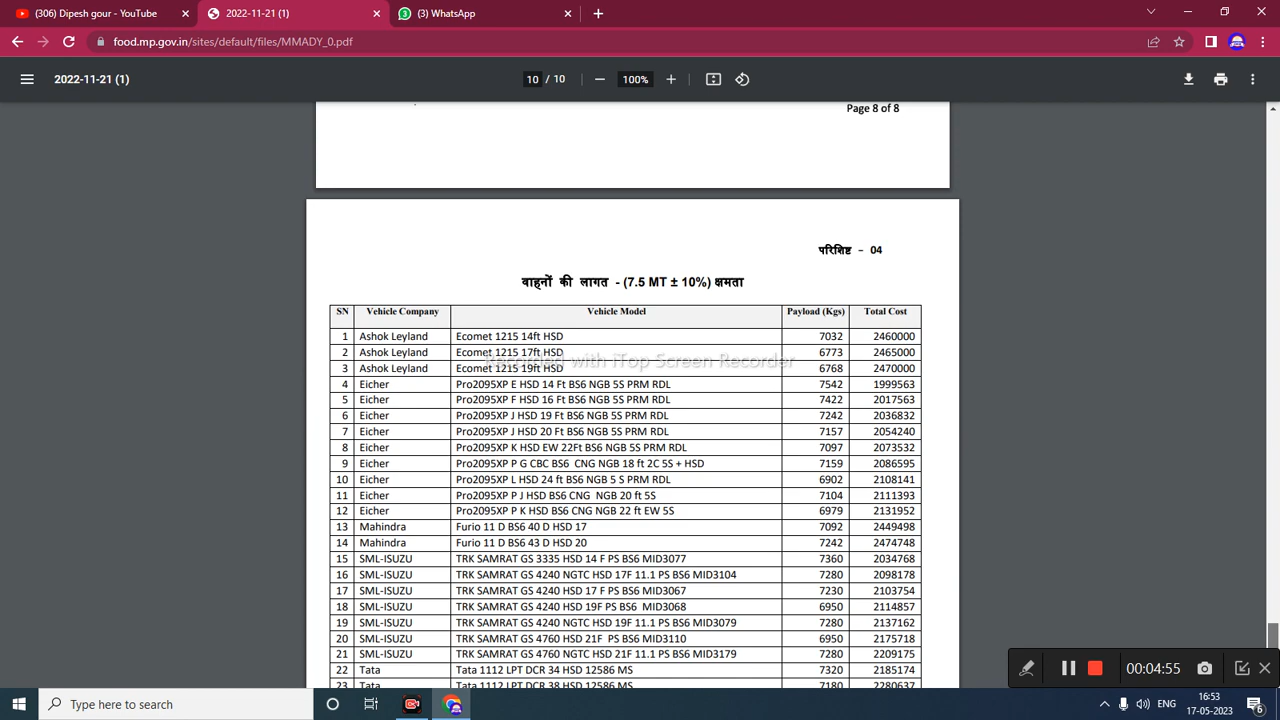 (306) Dipesh gour - YouTube
2022-11-21 (1)
(3) WhatsApp
food.mp.gov.in/sites/default/files/MMADY_0.pdf
2022-11-21 (1)
10 / 10
100%
Page 8 of 8
परिशिष्ट - 04
वाहनों की लागत - (7.5 MT ± 10%) क्षमता
SN Vehicle Company Vehicle Model Payload (Kgs) Total Cost
1 Ashok Leyland Ecomet 1215 14ft HSD 7032 2460000
2 Ashok Leyland Ecomet 1215 17ft HSD 6773 2465000
Recorded with iTop Screen Recorder
3 Ashok Leyland Ecomet 1215 19ft HSD 6768 2470000
4 Eicher Pro2095XP E HSD 14 Ft BS6 NGB 5S PRM RDL 7542 1999563
5 Eicher Pro2095XP F HSD 16 Ft BS6 NGB 5S PRM RDL 7422 2017563
6 Eicher Pro2095XP J HSD 19 Ft BS6 NGB 5S PRM RDL 7242 2036832
7 Eicher Pro2095XP J HSD 20 Ft BS6 NGB 5S PRM RDL 7157 2054240
8 Eicher Pro2095XP K HSD EW 22Ft BS6 NGB 5S PRM RDL 7097 2073532
9 Eicher Pro2095XP P G CBC BS6 CNG NGB 18 ft 2C 5S + HSD 7159 2086595
10 Eicher Pro2095XP L HSD 24 ft BS6 NGB 5 S PRM RDL 6902 2108141
11 Eicher Pro2095XP P J HSD BS6 CNG NGB 20 ft 5S 7104 2111393
12 Eicher Pro2095XP P K HSD BS6 CNG NGB 22 ft EW 5S 6979 2131952
13 Mahindra Furio 11 D BS6 40 D HSD 17 7092 2449498
14 Mahindra Furio 11 D BS6 43 D HSD 20 7242 2474748
15 SML-ISUZU TRK SAMRAT GS 3335 HSD 14 F PS BS6 MID3077 7360 2034768
16 SML-ISUZU TRK SAMRAT GS 4240 NGTC HSD 17F 11.1 PS BS6 MID3104 7280 2098178
17 SML-ISUZU TRK SAMRAT GS 4240 HSD 17 F PS BS6 MID3067 7230 2103754
18 SML-ISUZU TRK SAMRAT GS 4240 HSD 19F PS BS6 MID3068 6950 2114857
19 SML-ISUZU TRK SAMRAT GS 4240 NGTC HSD 19F 11.1 PS BS6 MID3079 7280 2137162
20 SML-ISUZU TRK SAMRAT GS 4760 HSD 21F PS BS6 MID3110 6950 2175718
21 SML-ISUZU TRK SAMRAT GS 4760 NGTC HSD 21F 11.1 PS BS6 MID3179 7280 2209175
22 Tata Tata 1112 LPT DCR 34 HSD 12586 MS 7320 2185174
23 Tata Tata 1112 LPT DCR 38 HSD 12586 MS 7180 2280637
00:04:55
Type here to search
ENG
16:53
17-05-2023
6